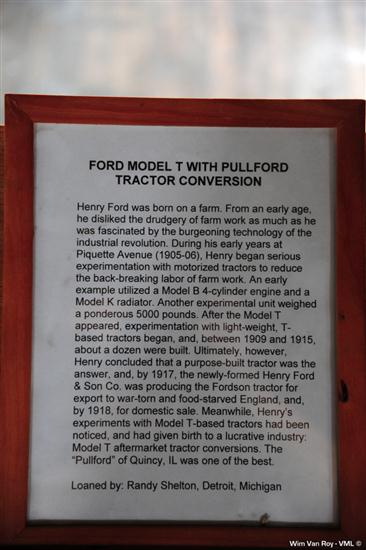 FORD MODEL T WITH PULLFORD
TRACTOR CONVERSION
Henry Ford was born on a farm. From an early age,
he disliked the drudgery of farm work as much as he
was fascinated by the burgeoning technology of the
industrial revolution. During his early years at
Piquette Avenue (1905-06), Henry began serious
experimentation with motorized tractors to reduce
the back-breaking labor of farm work. An early
example utilized a Model B 4-cylinder engine and a
Model K radiator. Another experimental unit weighed
a ponderous 5000 pounds. After the Model T
appeared, experimentation with light-weight, T-
based tractors began, and, between 1909 and 1915,
about a dozen were built. Ultimately, however,
Henry concluded that a purpose-built tractor was the
answer, and, by 1917, the newly-formed Henry Ford
& Son Co. was producing the Fordson tractor for
export to war-torn and food-starved England, and,
by 1918, for domestic sale. Meanwhile, Henry's
experiments with Model T-based tractors had been
noticed, and had given birth to a lucrative industry:
Model T aftermarket tractor conversions. The
"Pullford" of Quincy, IL was one of the best.
Loaned by: Randy Shelton, Detroit, Michigan
Wim Van Roy - VML ©